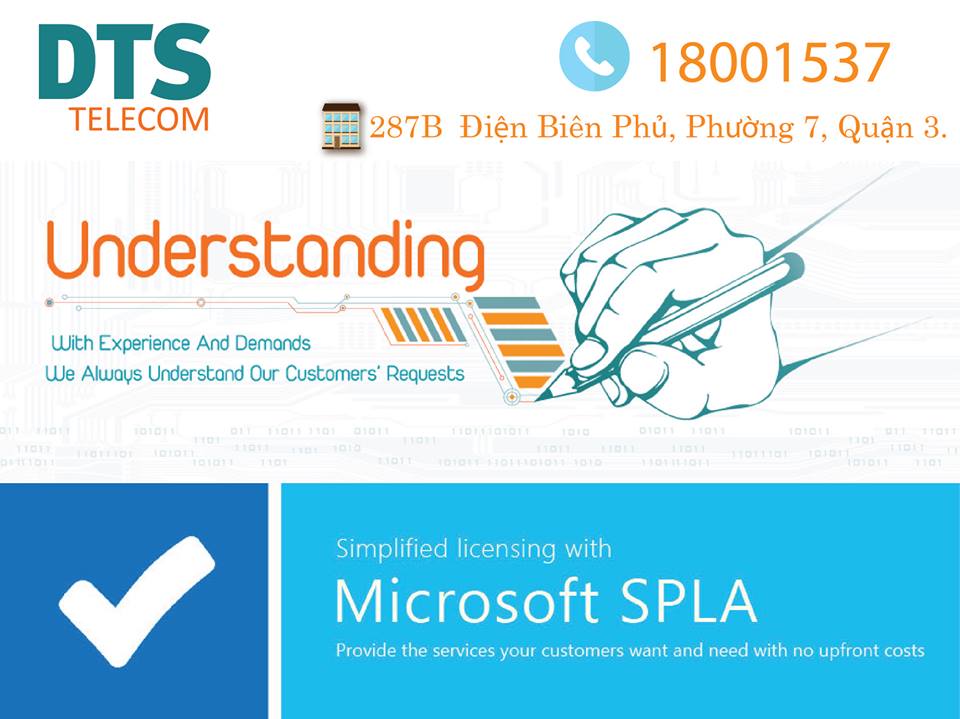 DTS
TELECOM
18001537
287B Điện Biên Phủ, Phường 7, Quận 3.
Understanding
With Experience And Demands
We Always Understand Our Customers' Requests
Simplified licensing with
Microsoft SPLA
Provide the services your customers want and need with no upfront costs